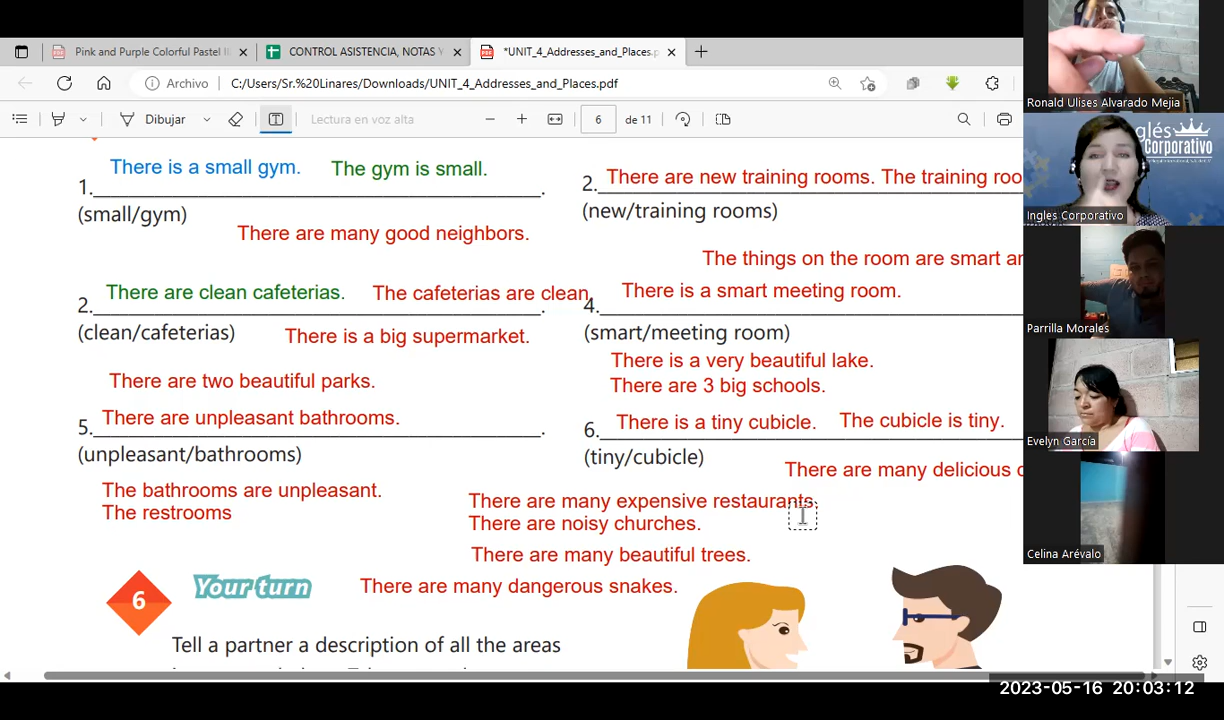 Pink and Purple Colorful Pastel Il
CONTROL ASISTENCIA, NOTAS Y
*UNIT_4_Addresses_and_Places.p
Archivo
C:/Users/Sr.%20Linares/Downloads/UNIT_4_Addresses_and_Places.pdf
Dibujar
Lectura en voz alta
6
de 11
There is a small gym.
The gym is small.
1.
(small/gym)
There are new training rooms. The training roo
2.
(new/training rooms)
There are many good neighbors.
The things on the room are smart ar
There are clean cafeterias.
The cafeterias are clean.
2.
(clean/cafeterias)
There is a smart meeting room.
4.
(smart/meeting room)
There is a big supermarket.
There is a very beautiful lake.
There are 3 big schools.
There are two beautiful parks.
There are unpleasant bathrooms.
5.
(unpleasant/bathrooms)
There is a tiny cubicle.
The cubicle is tiny.
6.
(tiny/cubicle)
There are many delicious
The bathrooms are unpleasant.
The restrooms
There are many expensive restaurants.
There are noisy churches.
There are many beautiful trees.
There are many dangerous snakes.
6
Your turn
Tell a partner a description of all the areas
Ronald Ulises Alvarado Mejia
glés
Corporativo
Ingles Corporativo
Parrilla Morales
Evelyn García
Celina Arévalo
2023-05-16 20:03:12